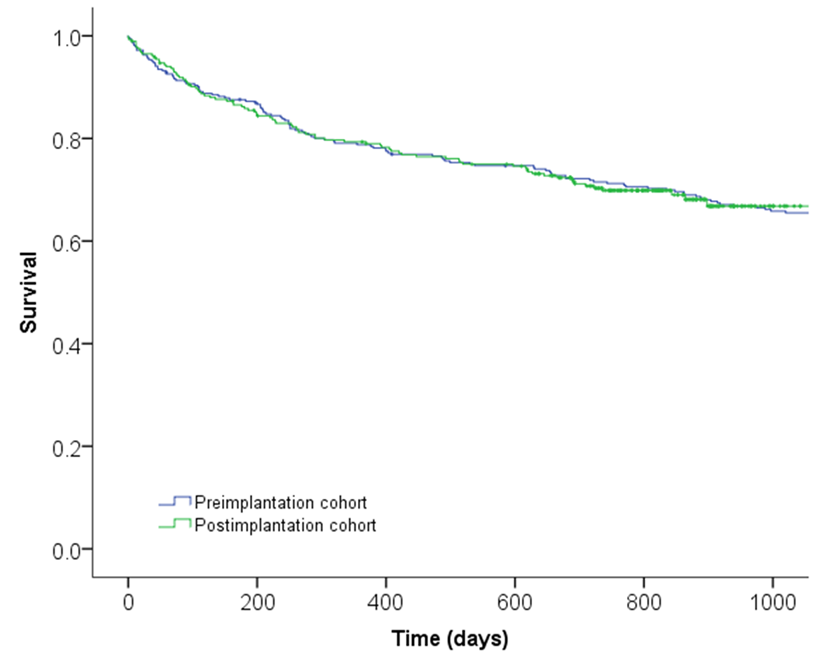 1.0
0.8
0.6
0.4
0.2
0.0
Survival
Preimplantation cohort
Postimplantation cohort
0 200 400 600 800 1000
Time (days)